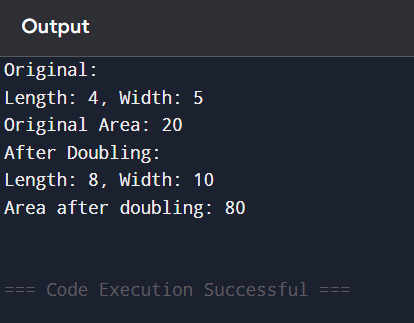 Output
Original:
Length: 4, Width: 5
Original Area: 20
After Doubling:
Length: 8, Width: 10
Area after doubling: 80
=== Code Execution Successful ===